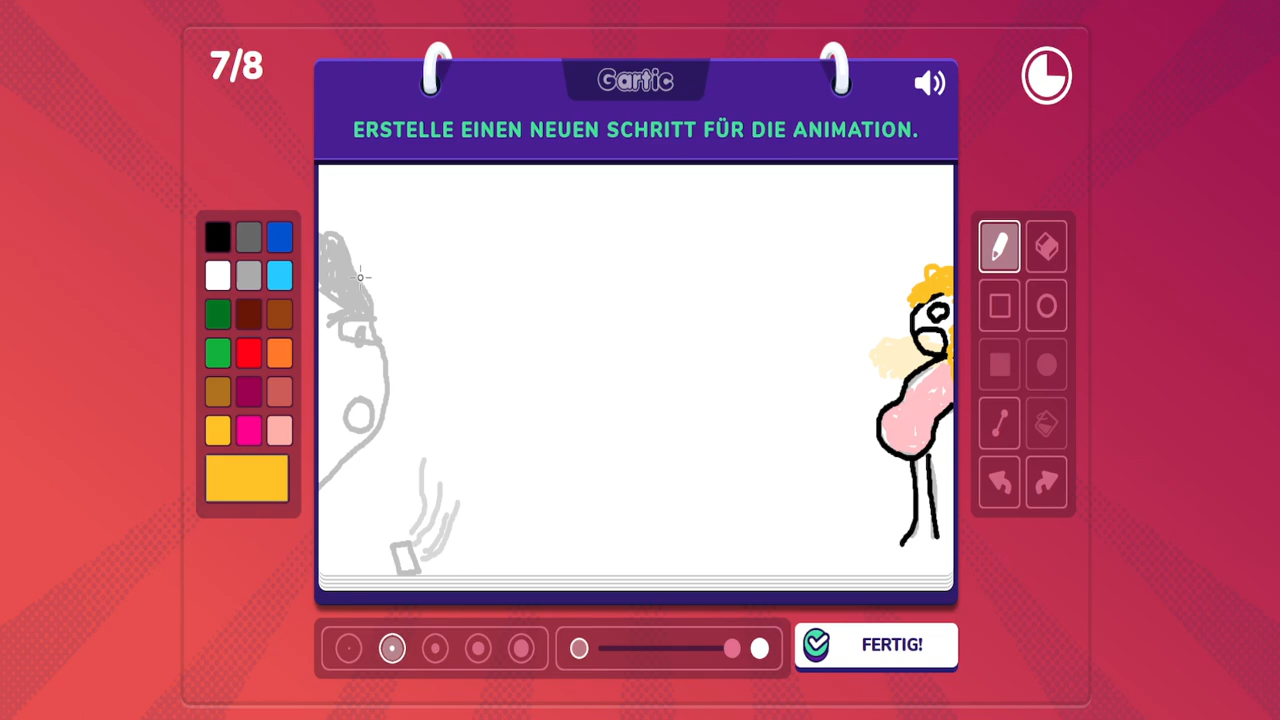 7/8
Gartic
ERSTELLE EINEN NEUEN SCHRITT FÜR DIE ANIMATION.
FERTIG!